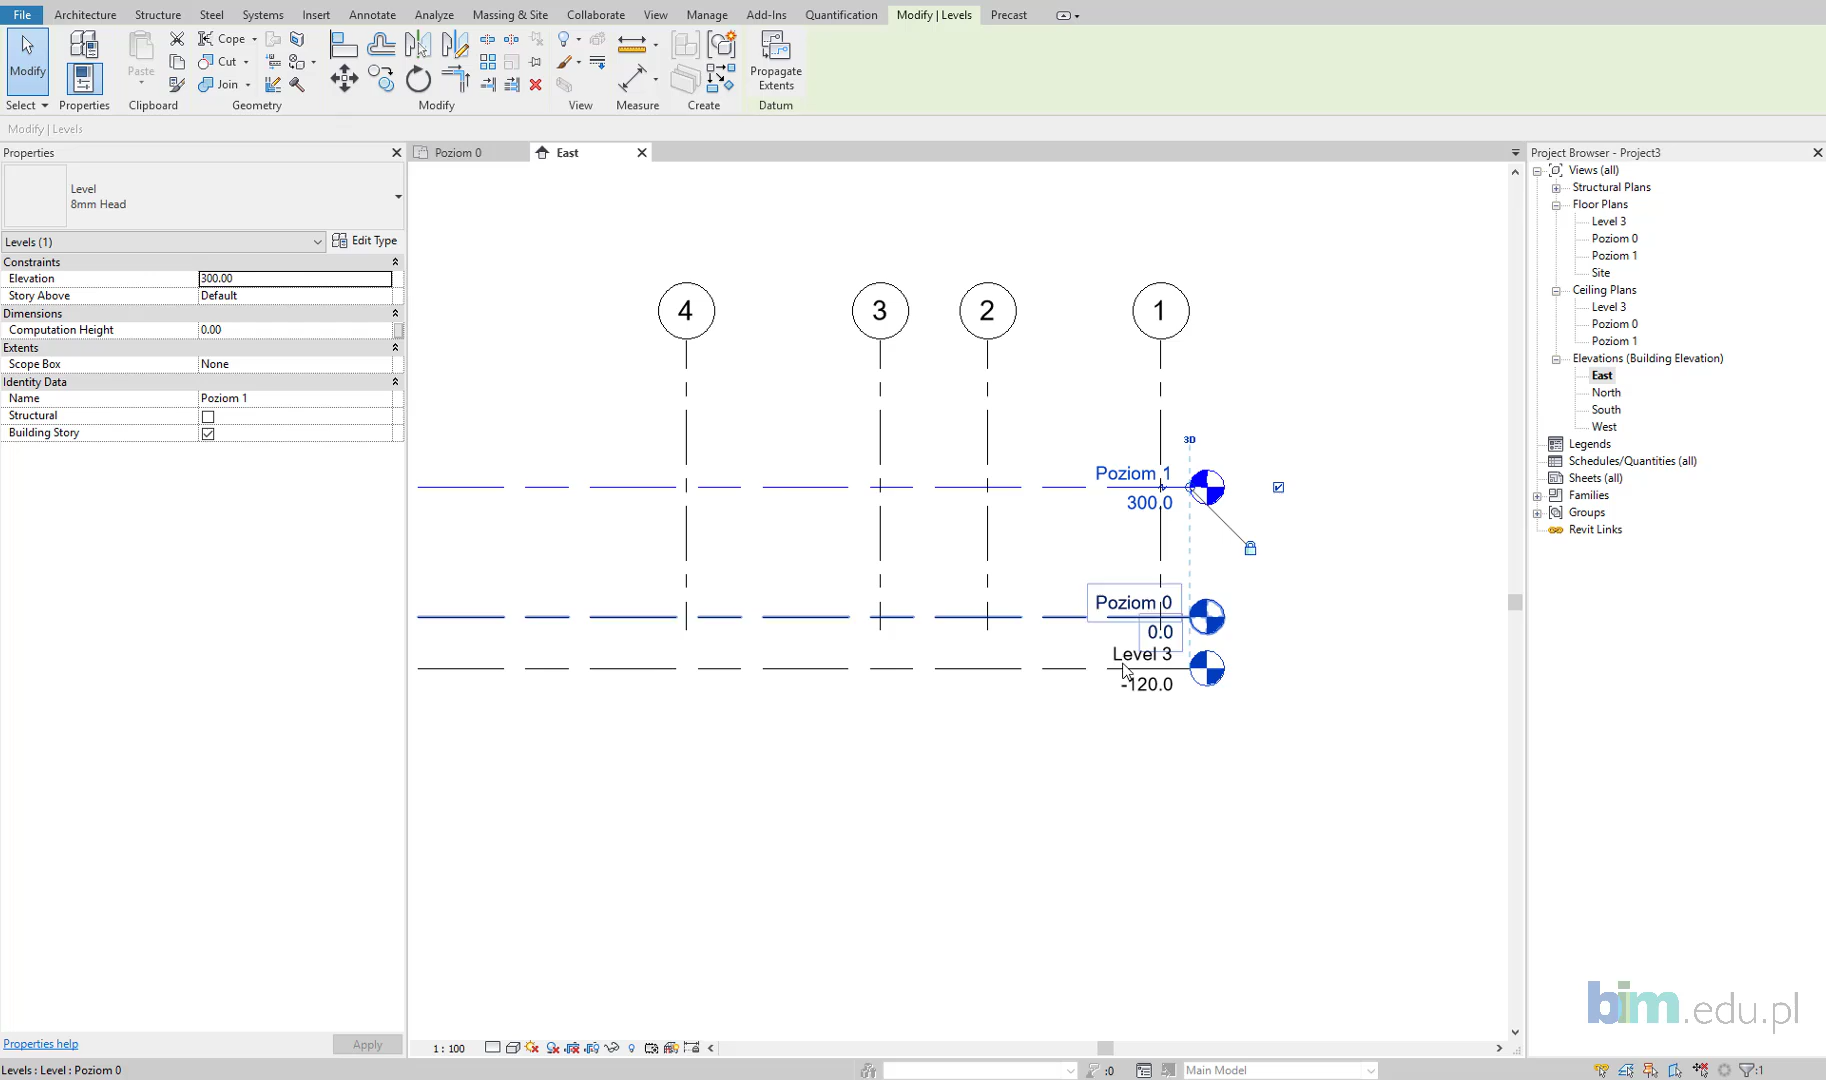 File Architecture Structure Steel Systems Insert Annotate Analyze Massing & Site Collaborate View Manage Add-Ins Quantification Modify | Levels Precast
Modify Paste Cope Cut Join Propagate Extents
Select Properties Clipboard Geometry Modify View Measure Create Datum
Modify | Levels
Properties
Level
8mm Head
Levels (1) Edit Type
Constraints
Elevation 300.00
Story Above Default
Dimensions
Computation Height 0.00
Extents
Scope Box None
Identity Data
Name Poziom 1
Structural
Building Story
Properties help Apply
Poziom 0 East
4 3 2 1
3D
Poziom 1
300.0
Poziom 0
0.0
Level 3
-120.0
1 : 100
Project Browser - Project3
Views (all)
Structural Plans
Floor Plans
Level 3
Poziom 0
Poziom 1
Site
Ceiling Plans
Level 3
Poziom 0
Poziom 1
Elevations (Building Elevation)
East
North
South
West
Legends
Schedules/Quantities (all)
Sheets (all)
Families
Groups
Revit Links
bim.edu.pl
Levels : Level : Poziom 0 :0 Main Model :1